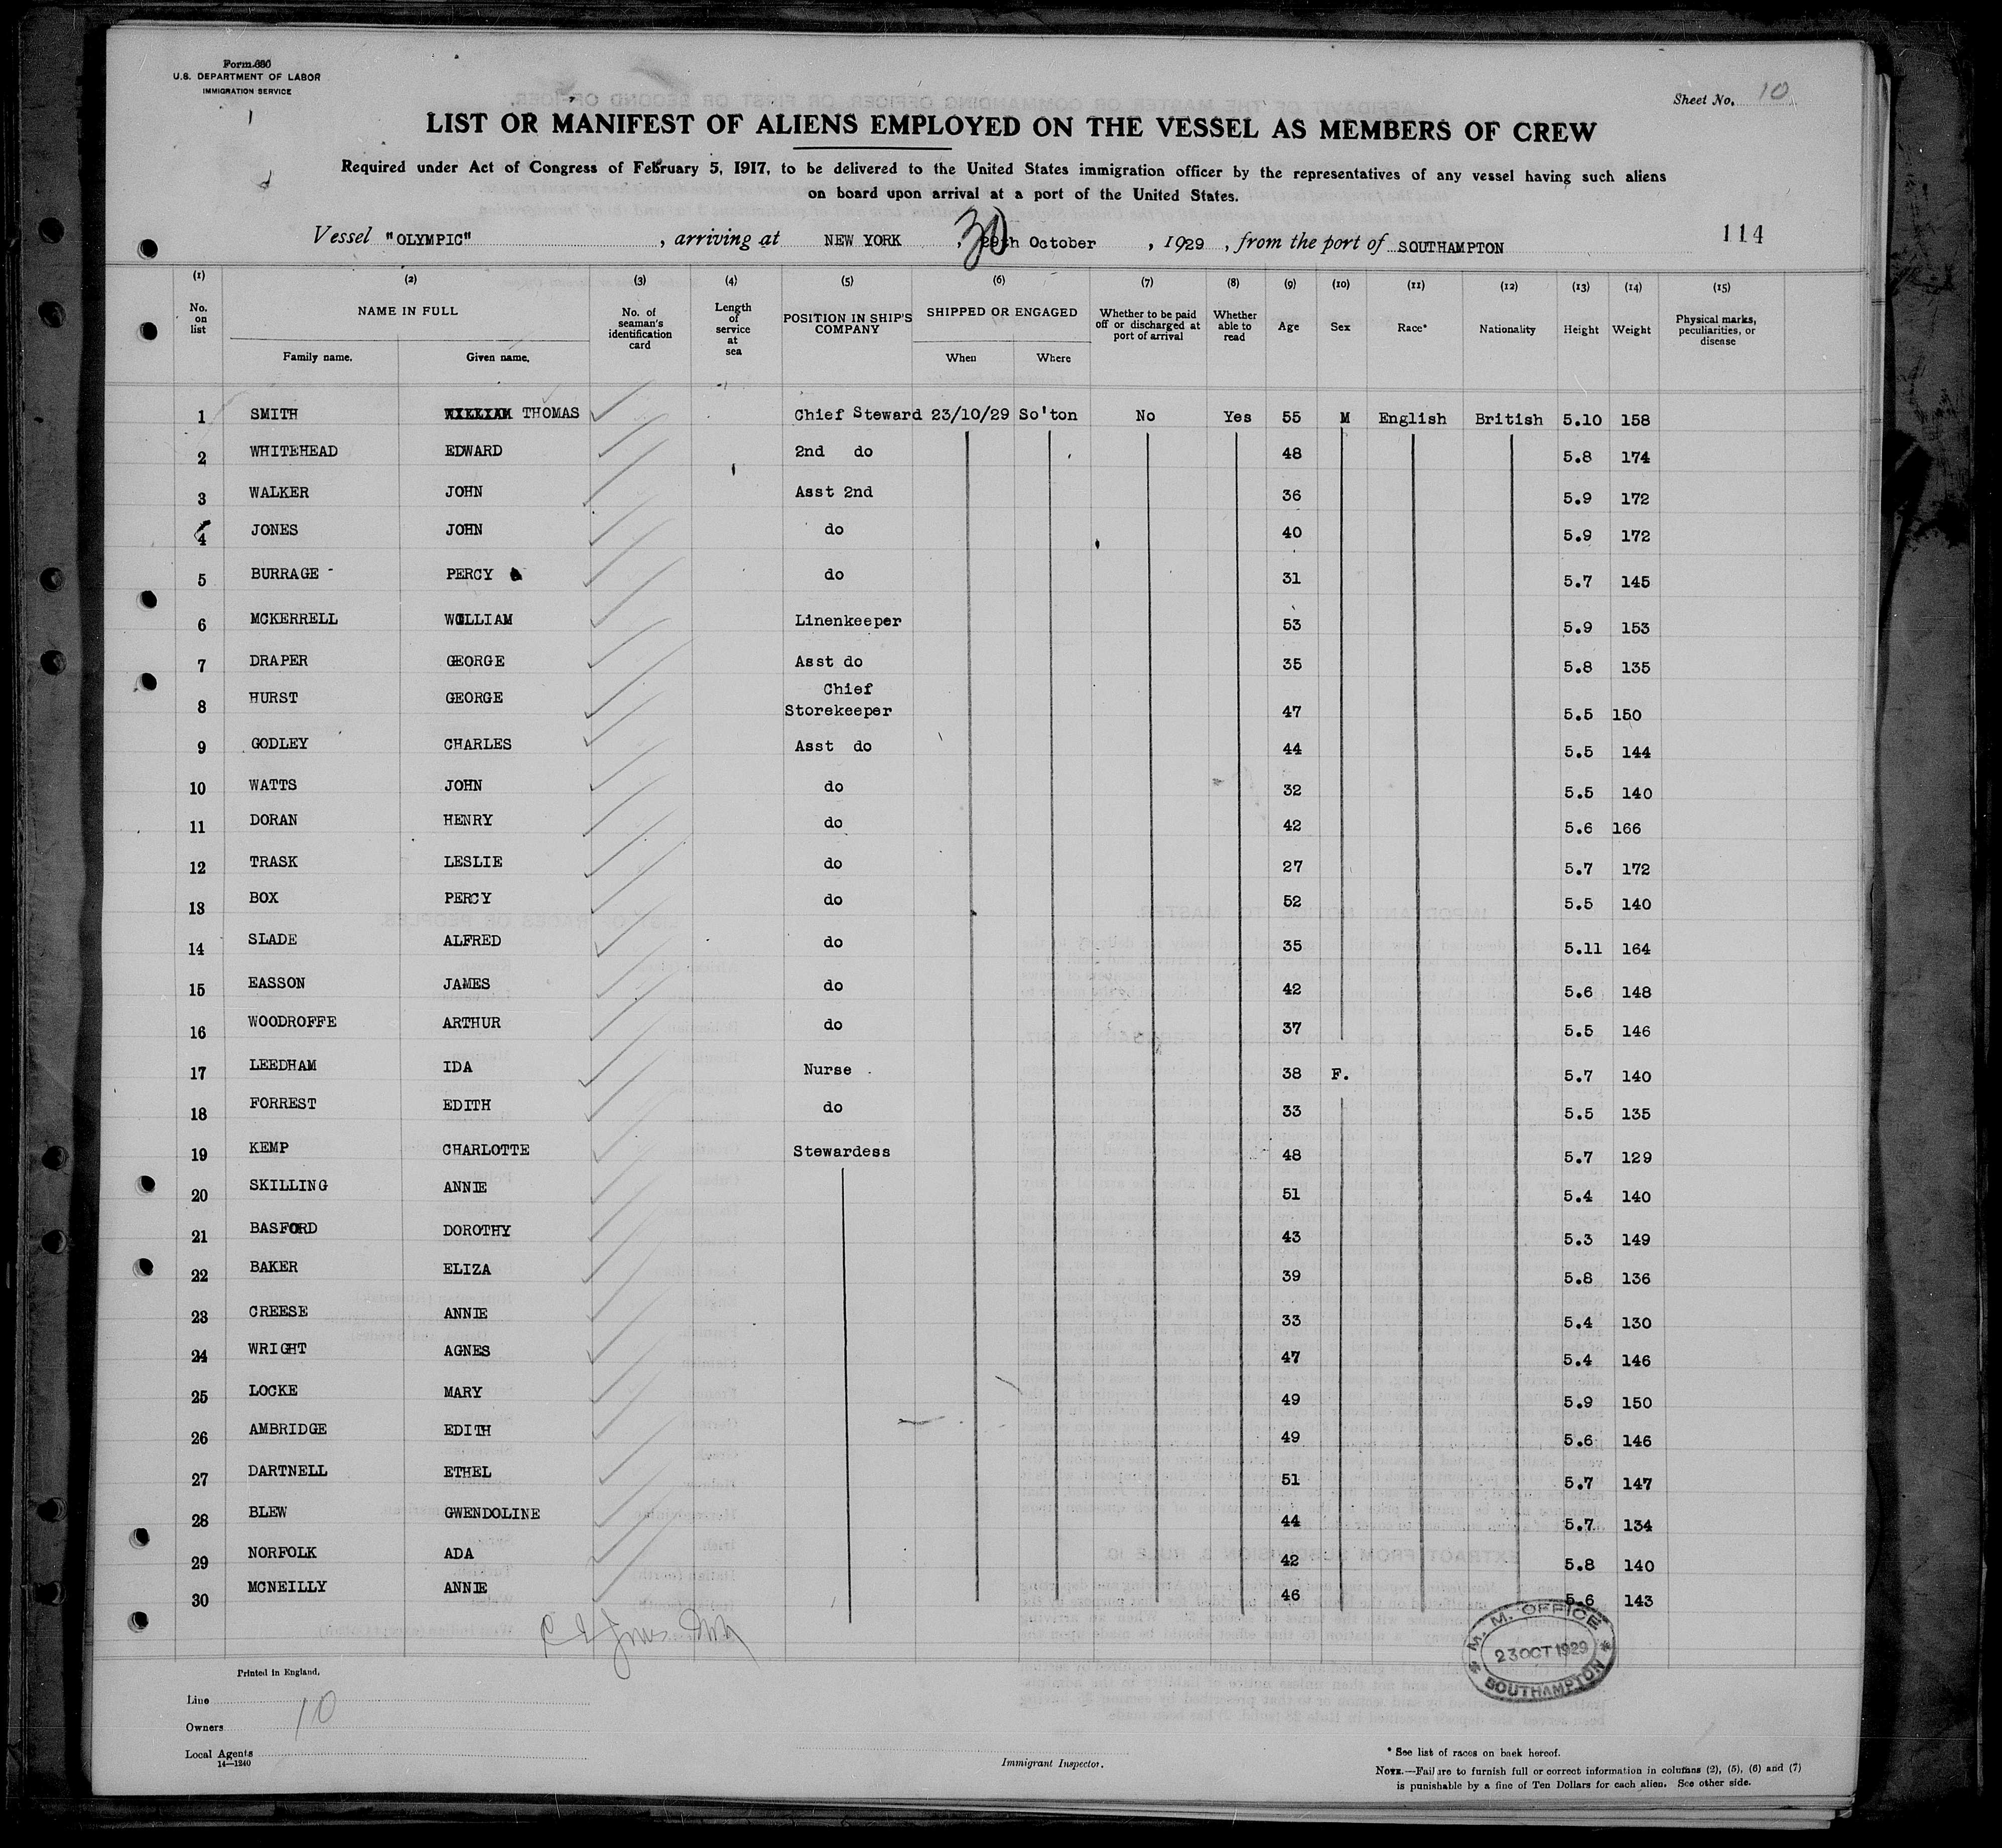 Form 680
U.S. DEPARTMENT OF LABOR
IMMIGRATION SERVICE
Sheet No. 10
LIST OR MANIFEST OF ALIENS EMPLOYED ON THE VESSEL AS MEMBERS OF CREW
Required under Act of Congress of February 5, 1917, to be delivered to the United States immigration officer by the representatives of any vessel having such aliens
on board upon arrival at a port of the United States.
Vessel "OLYMPIC", arriving at NEW YORK, 30 29th October, 1929, from the port of SOUTHAMPTON
114
(1) (2) (3) (4) (5) (6) (7) (8) (9) (10) (11) (12) (13) (14) (15)
No. on list NAME IN FULL Family name. Given name. No. of seaman's identification card Length of service at sea POSITION IN SHIP'S COMPANY SHIPPED OR ENGAGED When Where Whether to be paid off or discharged at port of arrival Whether able to read Age Sex Race* Nationality Height Weight Physical marks, peculiarities, or disease
1 SMITH WILLIAM THOMAS Chief Steward 23/10/29 So'ton No Yes 55 M English British 5.10 158
2 WHITEHEAD EDWARD 2nd do 48 5.8 174
3 WALKER JOHN Asst 2nd 36 5.9 172
4 JONES JOHN do 40 5.9 172
5 BURRAGE PERCY do 31 5.7 145
6 MCKERRELL WILLIAM Linenkeeper 53 5.9 153
7 DRAPER GEORGE Asst do 35 5.8 135
8 HURST GEORGE Chief Storekeeper 47 5.5 150
9 GODLEY CHARLES Asst do 44 5.5 144
10 WATTS JOHN do 32 5.5 140
11 DORAN HENRY do 42 5.6 166
12 TRASK LESLIE do 27 5.7 172
13 BOX PERCY do 52 5.5 140
14 SLADE ALFRED do 35 5.11 164
15 EASSON JAMES do 42 5.6 148
16 WOODROFFE ARTHUR do 37 5.5 146
17 LEEDHAM IDA Nurse 38 F. 5.7 140
18 FORREST EDITH do 33 5.5 135
19 KEMP CHARLOTTE Stewardess 48 5.7 129
20 SKILLING ANNIE 51 5.4 140
21 BASFORD DOROTHY 43 5.3 149
22 BAKER ELIZA 39 5.8 136
23 CREESE ANNIE 33 5.4 130
24 WRIGHT AGNES 47 5.4 146
25 LOCKE MARY 49 5.9 150
26 AMBRIDGE EDITH 49 5.6 146
27 DARTNELL ETHEL 51 5.7 147
28 BLEW GWENDOLINE 44 5.7 134
29 NORFOLK ADA 42 5.8 140
30 MCNEILLY ANNIE 46 5.6 143
M. M. OFFICE
23 OCT 1929
SOUTHAMPTON
Printed in England.
Line
10
Owners
Local Agents
14—1240
Immigrant Inspector.
* See list of races on back hereof.
NOTE.—Failure to furnish full or correct information in columns (2), (5), (6) and (7)
is punishable by a fine of Ten Dollars for each alien. See other side.